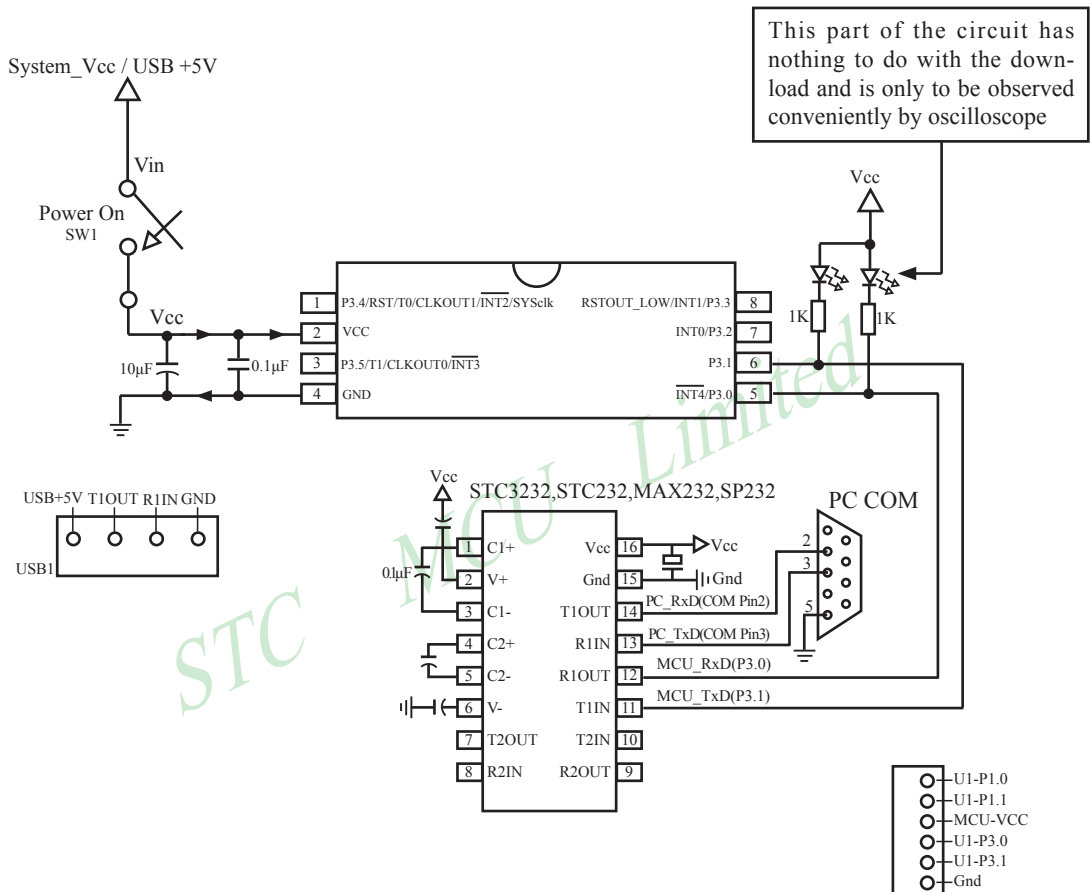 This part of the circuit has
nothing to do with the down-
load and is only to be observed
conveniently by oscilloscope
System_Vcc / USB +5V
Vin
Power On
SW1
Vcc
10μF
0.1μF
Vcc
1K
1K
1 P3.4/RST/T0/CLKOUT1/INT2/SYSclk
RSTOUT_LOW/INT1/P3.3 8
2 VCC
INT0/P3.2 7
3 P3.5/T1/CLKOUT0/INT3
P3.1 6
4 GND
INT4/P3.0 5
USB+5V T1OUT R1IN GND
USB1
Vcc
STC3232,STC232,MAX232,SP232
0.1μF
1 C1+
Vcc 16
Vcc
2 V+
Gnd 15
Gnd
3 C1-
T1OUT 14
PC_RxD(COM Pin2)
4 C2+
R1IN 13
PC_TxD(COM Pin3)
5 C2-
R1OUT 12
MCU_RxD(P3.0)
6 V-
T1IN 11
MCU_TxD(P3.1)
7 T2OUT
T2IN 10
8 R2IN
R2OUT 9
PC COM
2
3
5
U1-P1.0
U1-P1.1
MCU-VCC
U1-P3.0
U1-P3.1
Gnd
STC MCU Limited